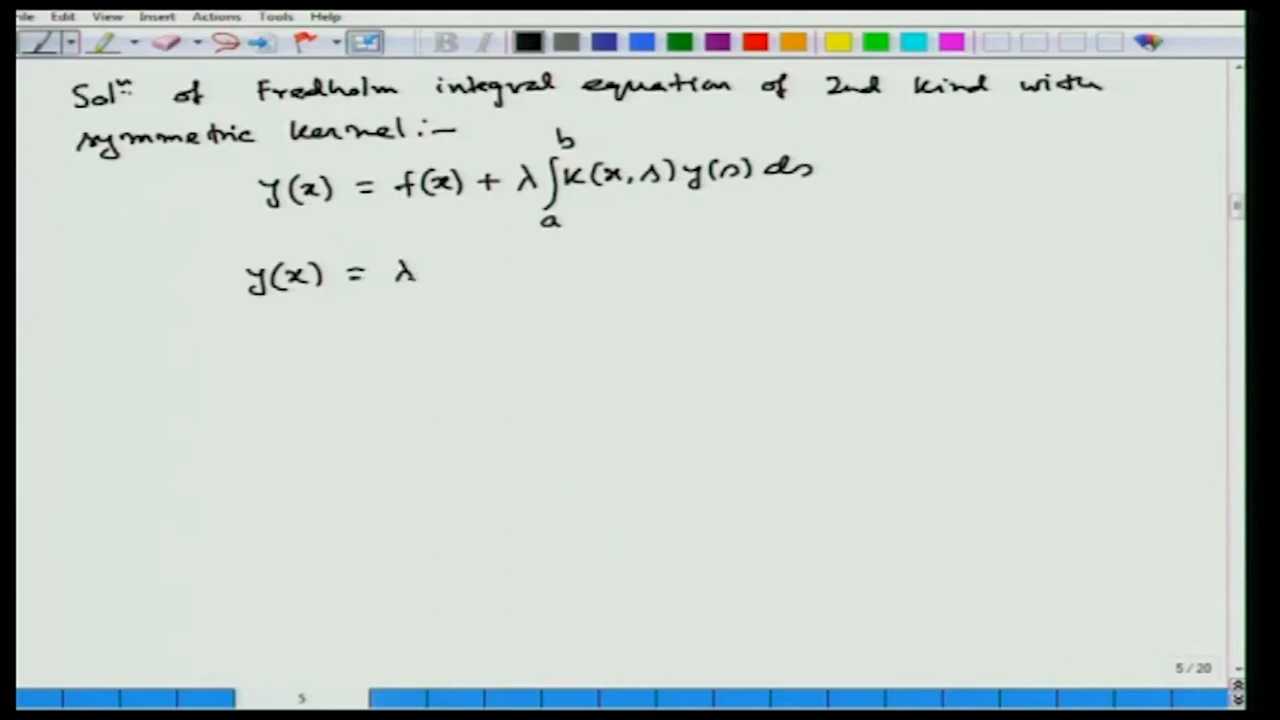 File Edit View Insert Actions Tools Help
B I
Solⁿ of Fredholm integral equation of 2nd kind with
symmetric kernel:-
y(x) = f(x) + λ ∫_a^b K(x, s) y(s) ds
y(x) = λ
5 / 20
5